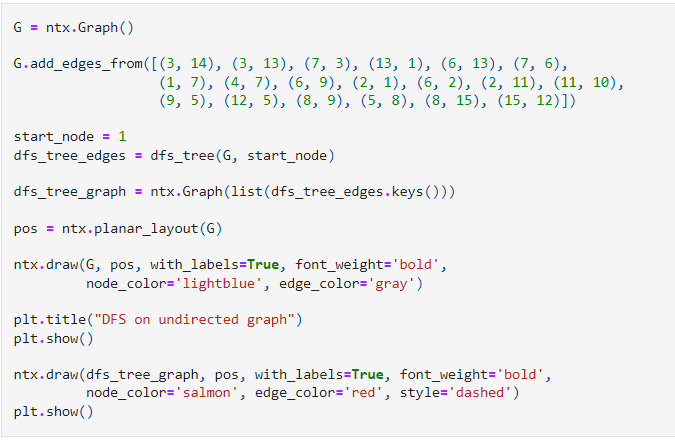 G = ntx.Graph()
G.add_edges_from([(3, 14), (3, 13), (7, 3), (13, 1), (6, 13), (7, 6),
(1, 7), (4, 7), (6, 9), (2, 1), (6, 2), (2, 11), (11, 10),
(9, 5), (12, 5), (8, 9), (5, 8), (8, 15), (15, 12)])
start_node = 1
dfs_tree_edges = dfs_tree(G, start_node)
dfs_tree_graph = ntx.Graph(list(dfs_tree_edges.keys()))
pos = ntx.planar_layout(G)
ntx.draw(G, pos, with_labels=True, font_weight='bold',
node_color='lightblue', edge_color='gray')
plt.title("DFS on undirected graph")
plt.show()
ntx.draw(dfs_tree_graph, pos, with_labels=True, font_weight='bold',
node_color='salmon', edge_color='red', style='dashed')
plt.show()